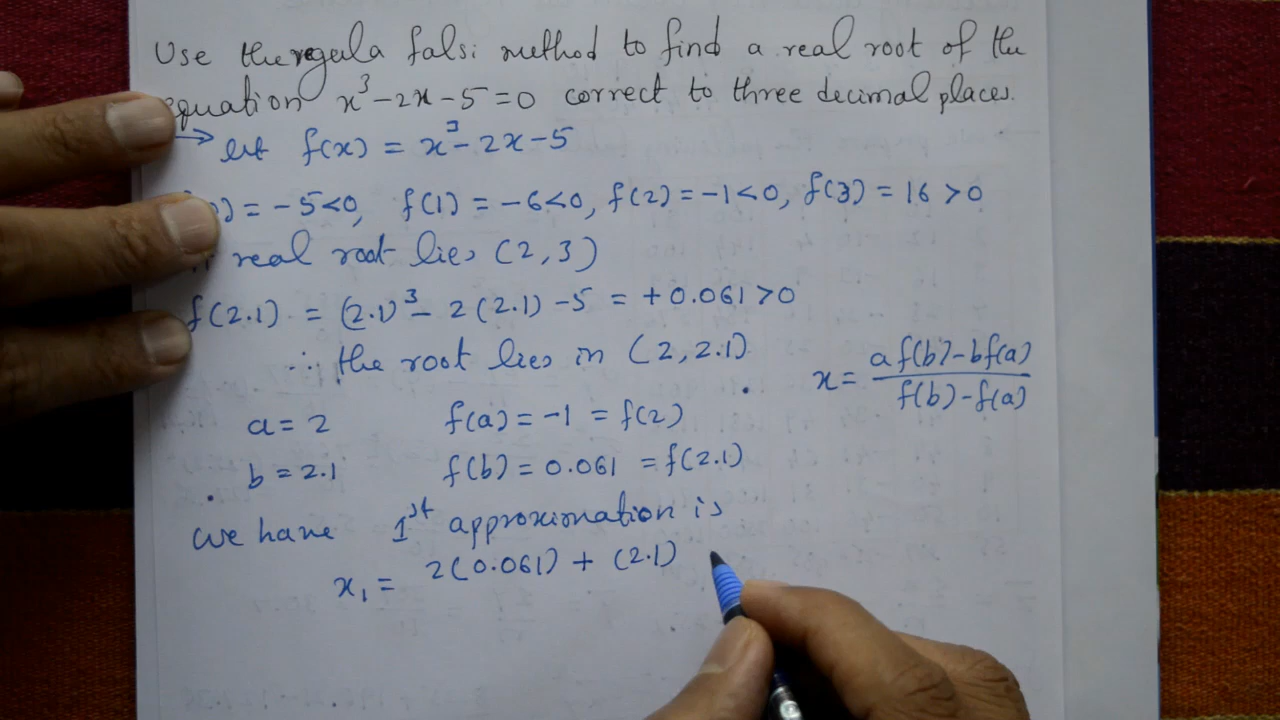 Use the regula falsi method to find a real root of the
equation x³-2x-5=0 correct to three decimal places.
→ let f(x) = x³-2x-5
0) = -5<0, f(1) = -6<0, f(2) = -1<0, f(3) = 16 >0
real root lies (2,3)
f(2.1) = (2.1)³- 2(2.1) -5 = +0.061>0
∴ the root lies in (2,2.1)
x= af(b)-bf(a) / f(b)-f(a)
a=2 f(a)=-1 = f(2)
b=2.1 f(b)=0.061 =f(2.1)
we have 1st approximation is
x₁= 2(0.061) + (2.1)